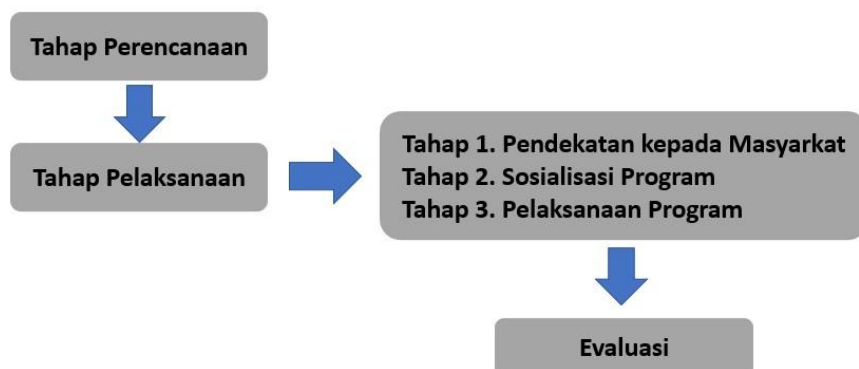 Tahap Perencanaan
Tahap Pelaksanaan
Tahap 1. Pendekatan kepada Masyarkat
Tahap 2. Sosialisasi Program
Tahap 3. Pelaksanaan Program
Evaluasi